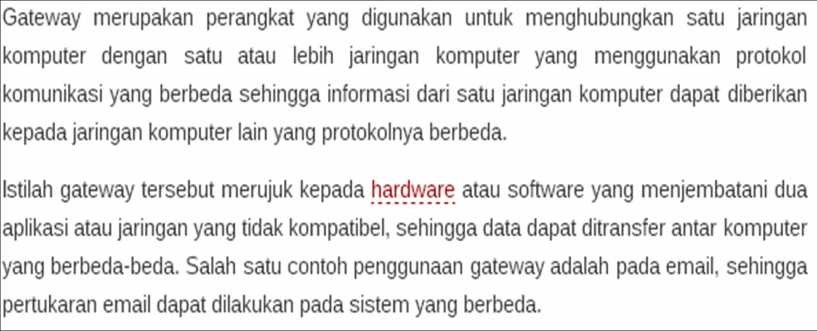 Gateway merupakan perangkat yang digunakan untuk menghubungkan satu jaringan
komputer dengan satu atau lebih jaringan komputer yang menggunakan protokol
komunikasi yang berbeda sehingga informasi dari satu jaringan komputer dapat diberikan
kepada jaringan komputer lain yang protokolnya berbeda.
Istilah gateway tersebut merujuk kepada hardware atau software yang menjembatani dua
aplikasi atau jaringan yang tidak kompatibel, sehingga data dapat ditransfer antar komputer
yang berbeda-beda. Salah satu contoh penggunaan gateway adalah pada email, sehingga
pertukaran email dapat dilakukan pada sistem yang berbeda.